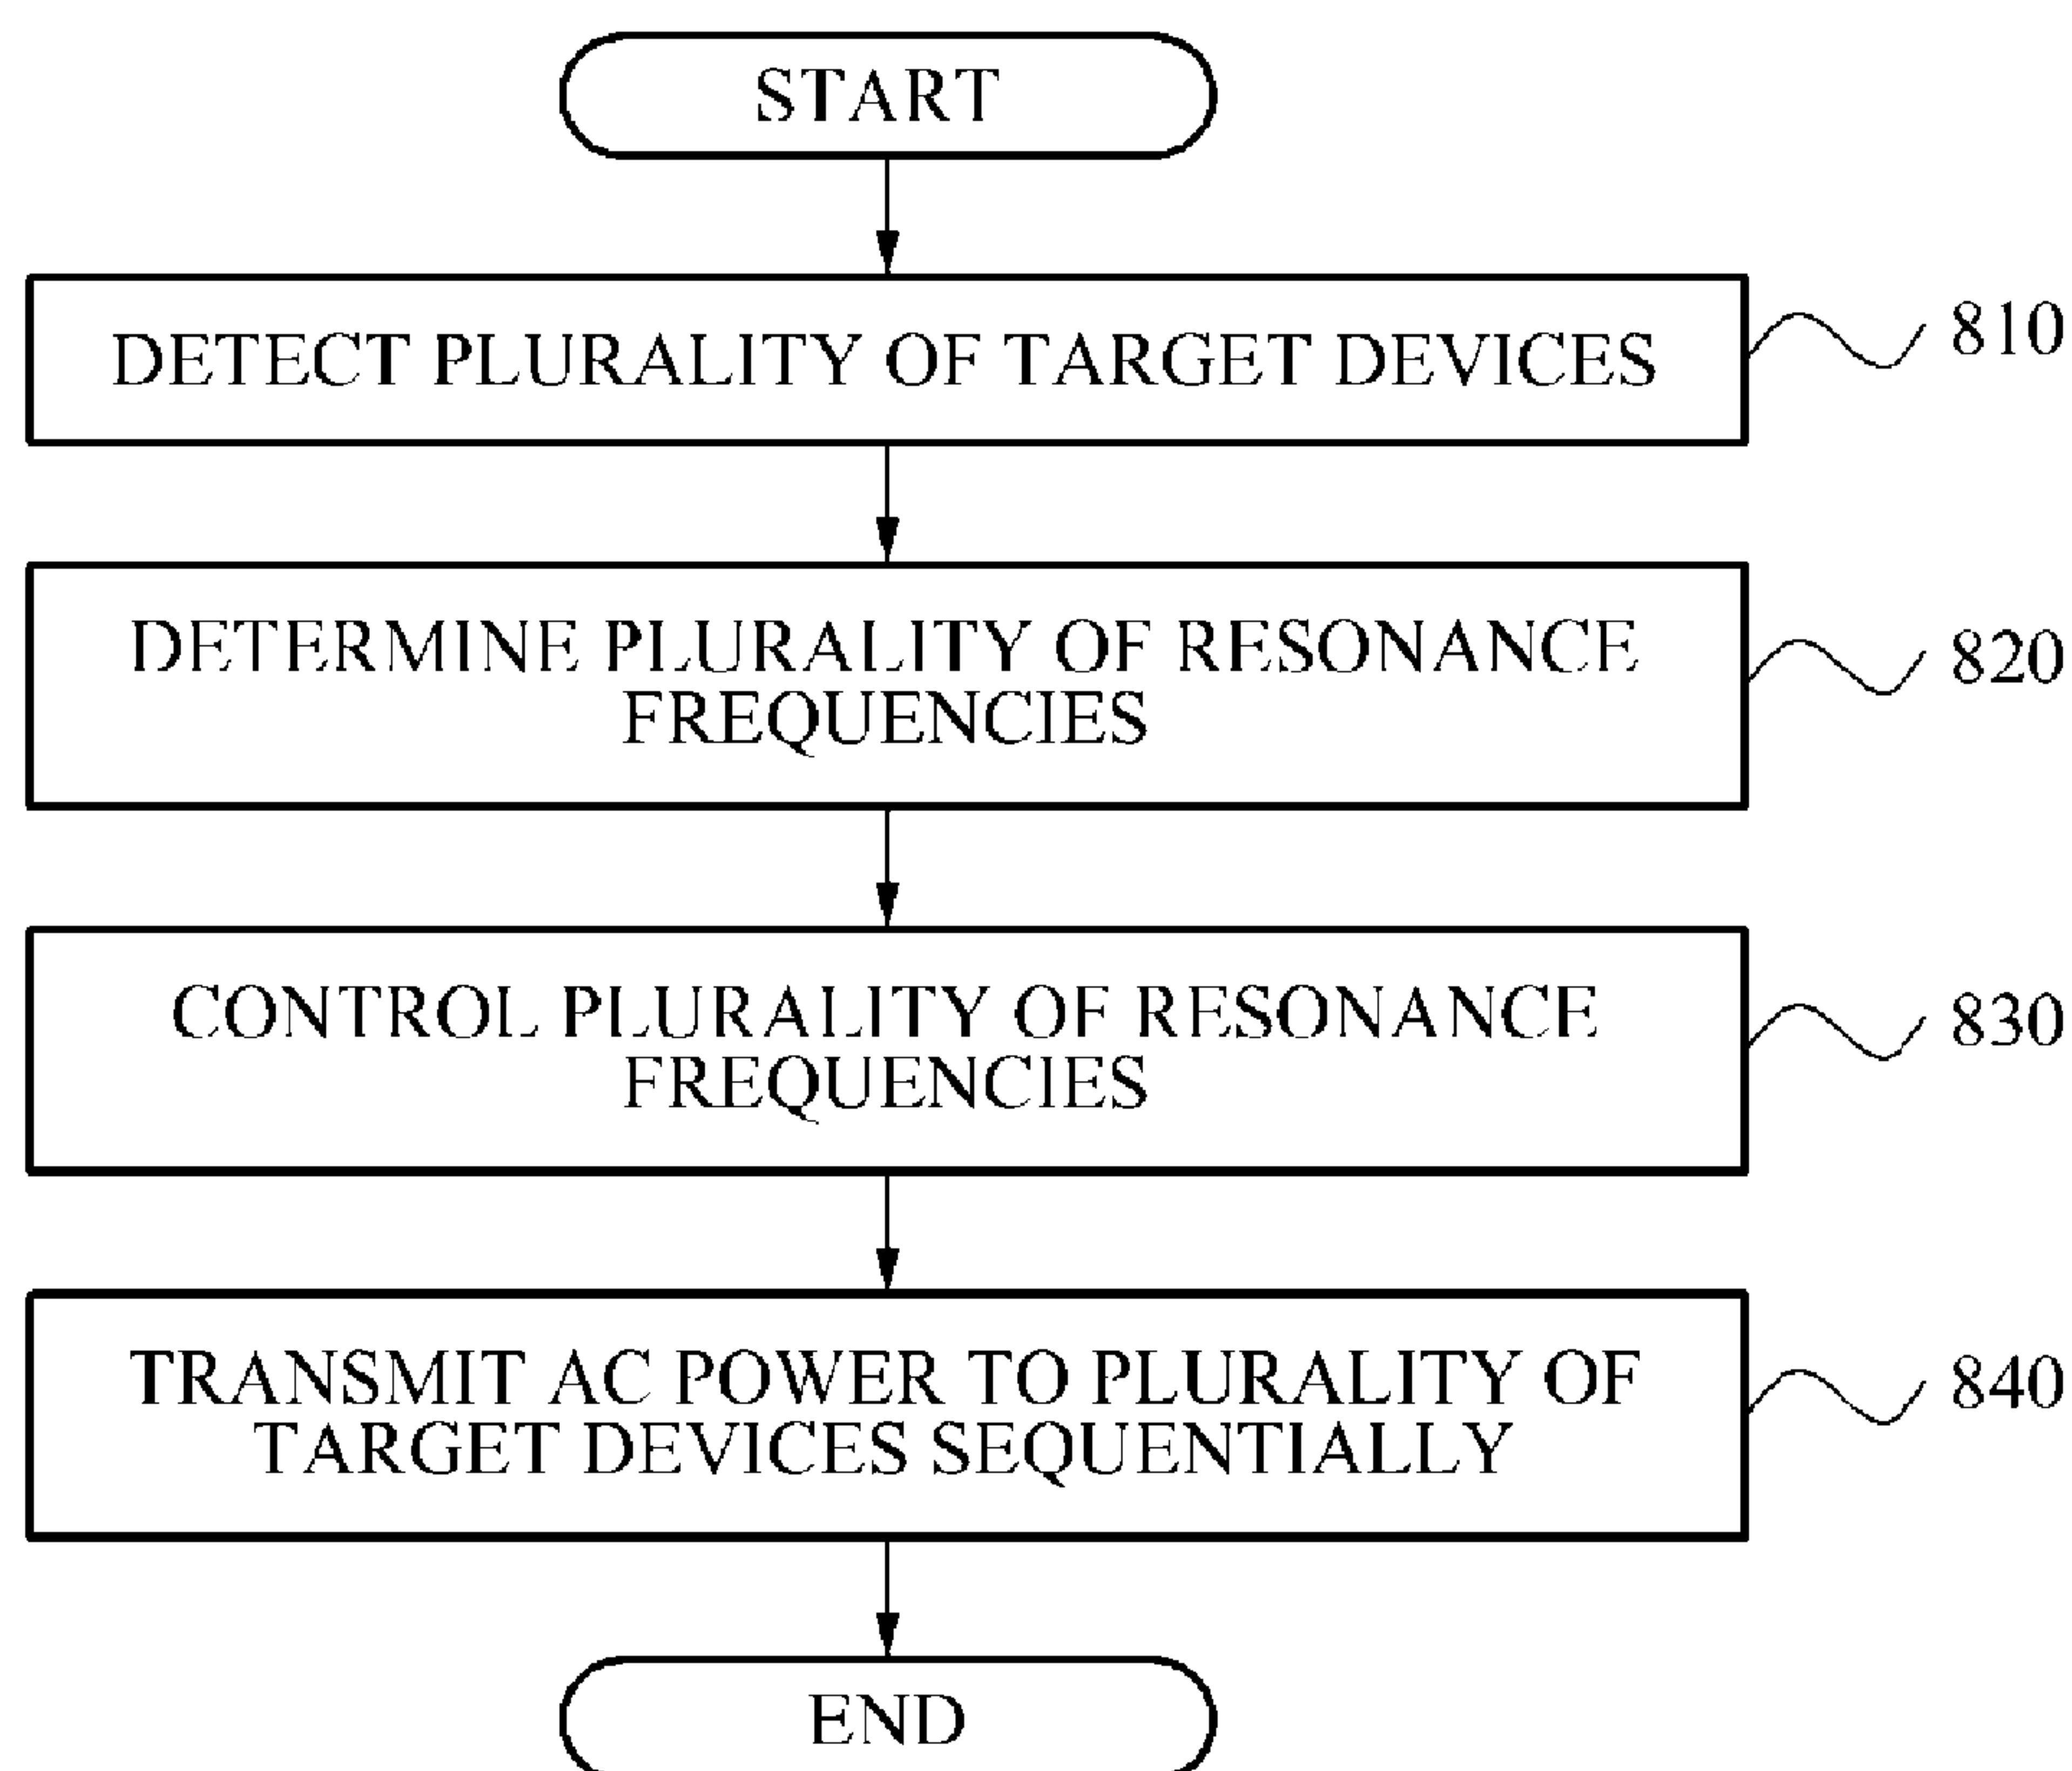 START
DETECT PLURALITY OF TARGET DEVICES
810
DETERMINE PLURALITY OF RESONANCE
FREQUENCIES
820
CONTROL PLURALITY OF RESONANCE
FREQUENCIES
830
TRANSMIT AC POWER TO PLURALITY OF
TARGET DEVICES SEQUENTIALLY
840
END